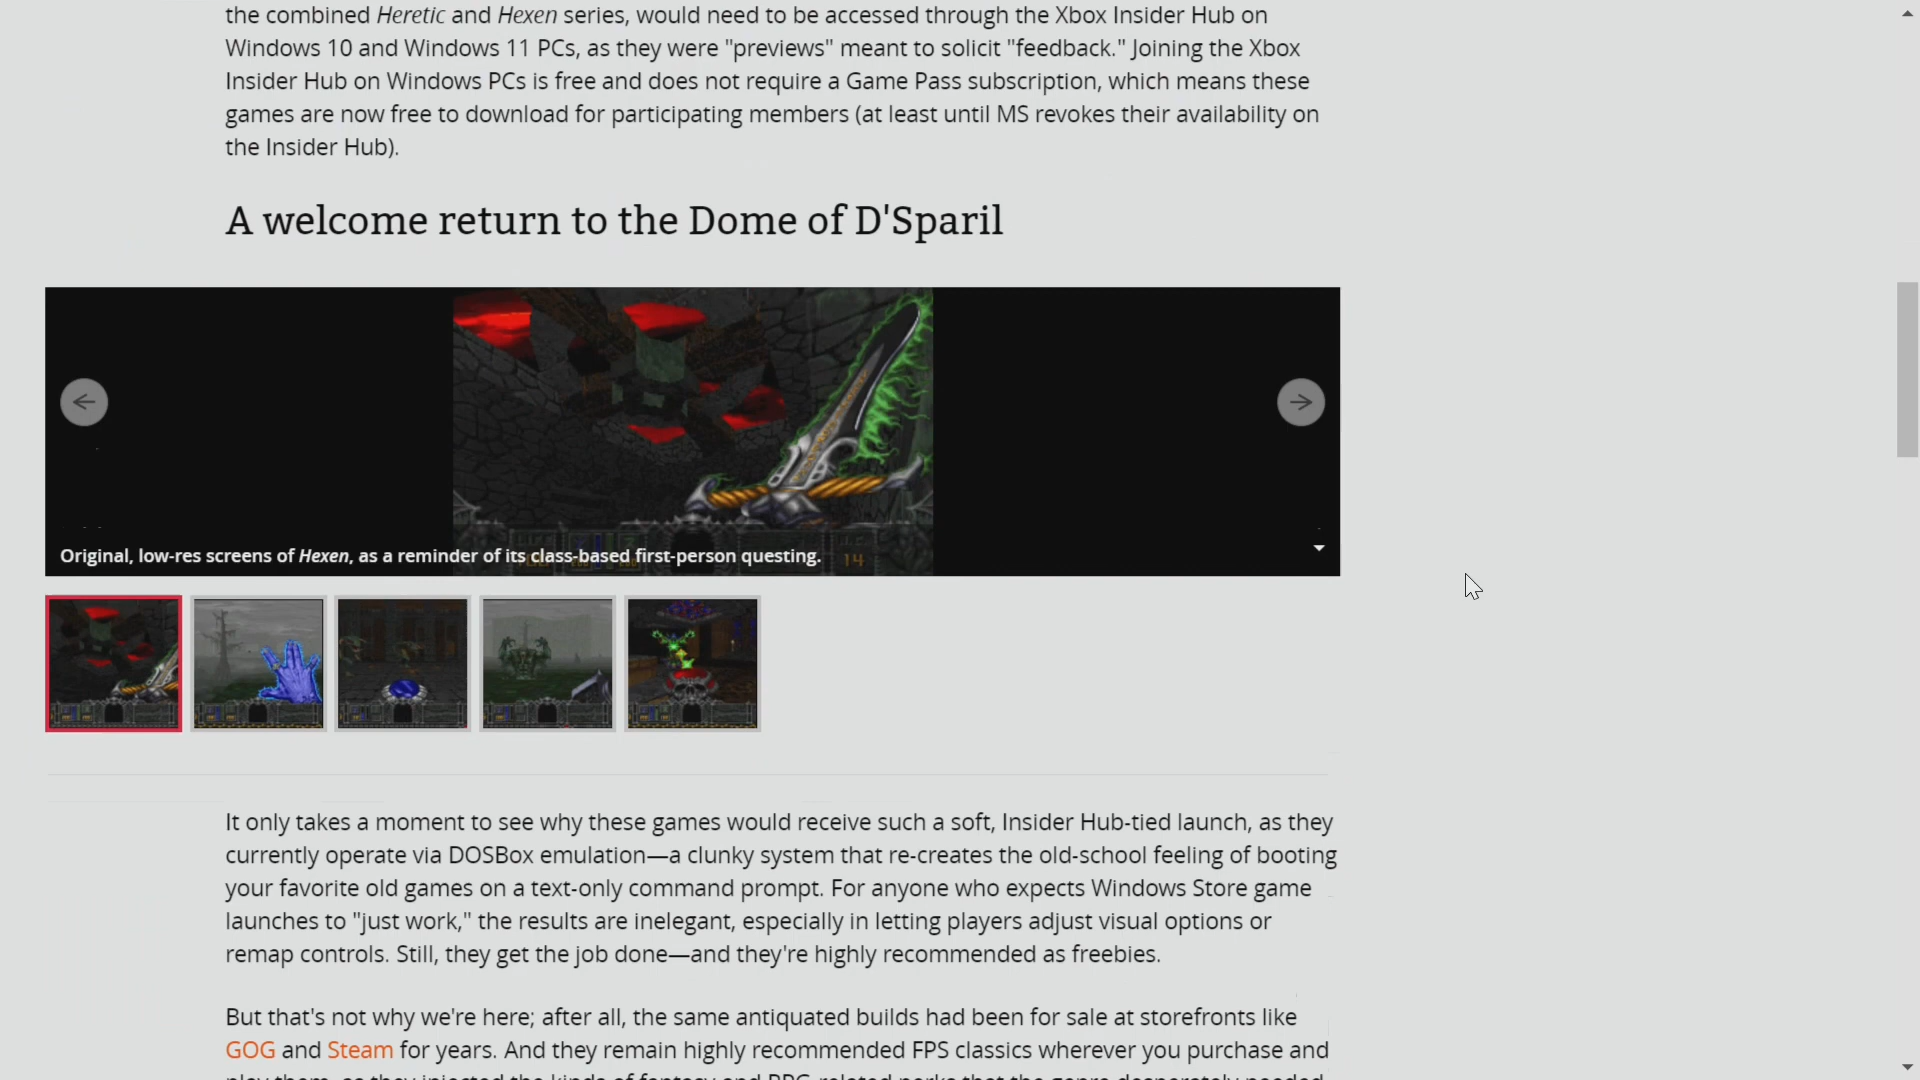 the combined Heretic and Hexen series, would need to be accessed through the Xbox Insider Hub on
Windows 10 and Windows 11 PCs, as they were "previews" meant to solicit "feedback." Joining the Xbox
Insider Hub on Windows PCs is free and does not require a Game Pass subscription, which means these
games are now free to download for participating members (at least until MS revokes their availability on
the Insider Hub).
A welcome return to the Dome of D'Sparil
Original, low-res screens of Hexen, as a reminder of its class-based first-person questing.
14
It only takes a moment to see why these games would receive such a soft, Insider Hub-tied launch, as they
currently operate via DOSBox emulation—a clunky system that re-creates the old-school feeling of booting
your favorite old games on a text-only command prompt. For anyone who expects Windows Store game
launches to "just work," the results are inelegant, especially in letting players adjust visual options or
remap controls. Still, they get the job done—and they're highly recommended as freebies.
But that's not why we're here; after all, the same antiquated builds had been for sale at storefronts like
GOG and Steam for years. And they remain highly recommended FPS classics wherever you purchase and
play them, as they injected the kinds of fantasy and RPG-related perks that the genre desperately needed